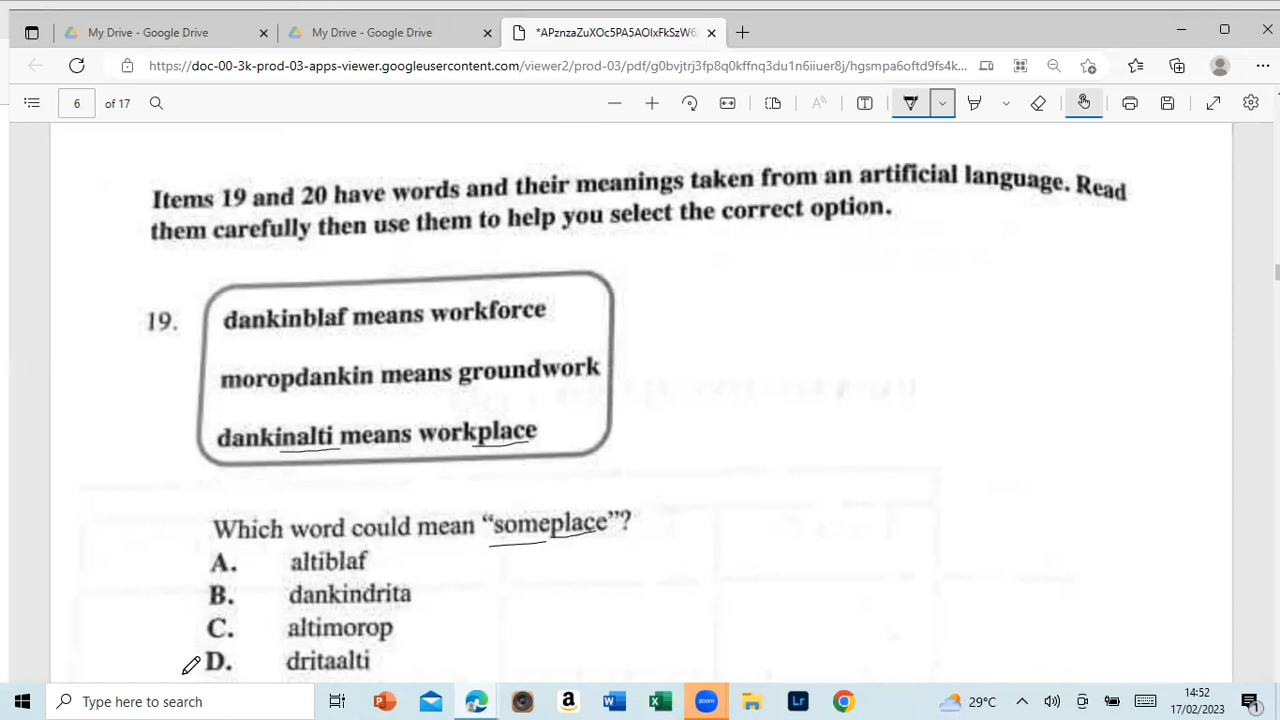 My Drive - Google Drive
My Drive - Google Drive
*APznzaZuXOc5PA5AOlxFkSzW6
https://doc-00-3k-prod-03-apps-viewer.googleusercontent.com/viewer2/prod-03/pdf/g0bvjtrj3fp8q0kffnq3du1n6iiuer8j/hgsmpa6oftd9fs4k...
6 of 17
Items 19 and 20 have words and their meanings taken from an artificial language. Read
them carefully then use them to help you select the correct option.
19. dankinblaf means workforce
moropdankin means groundwork
dankinalti means workplace
Which word could mean “someplace”?
A. altiblaf
B. dankindrita
C. altimorop
D. dritaalti
Type here to search
zoom
Lr
29°C
14:52
17/02/2023
1